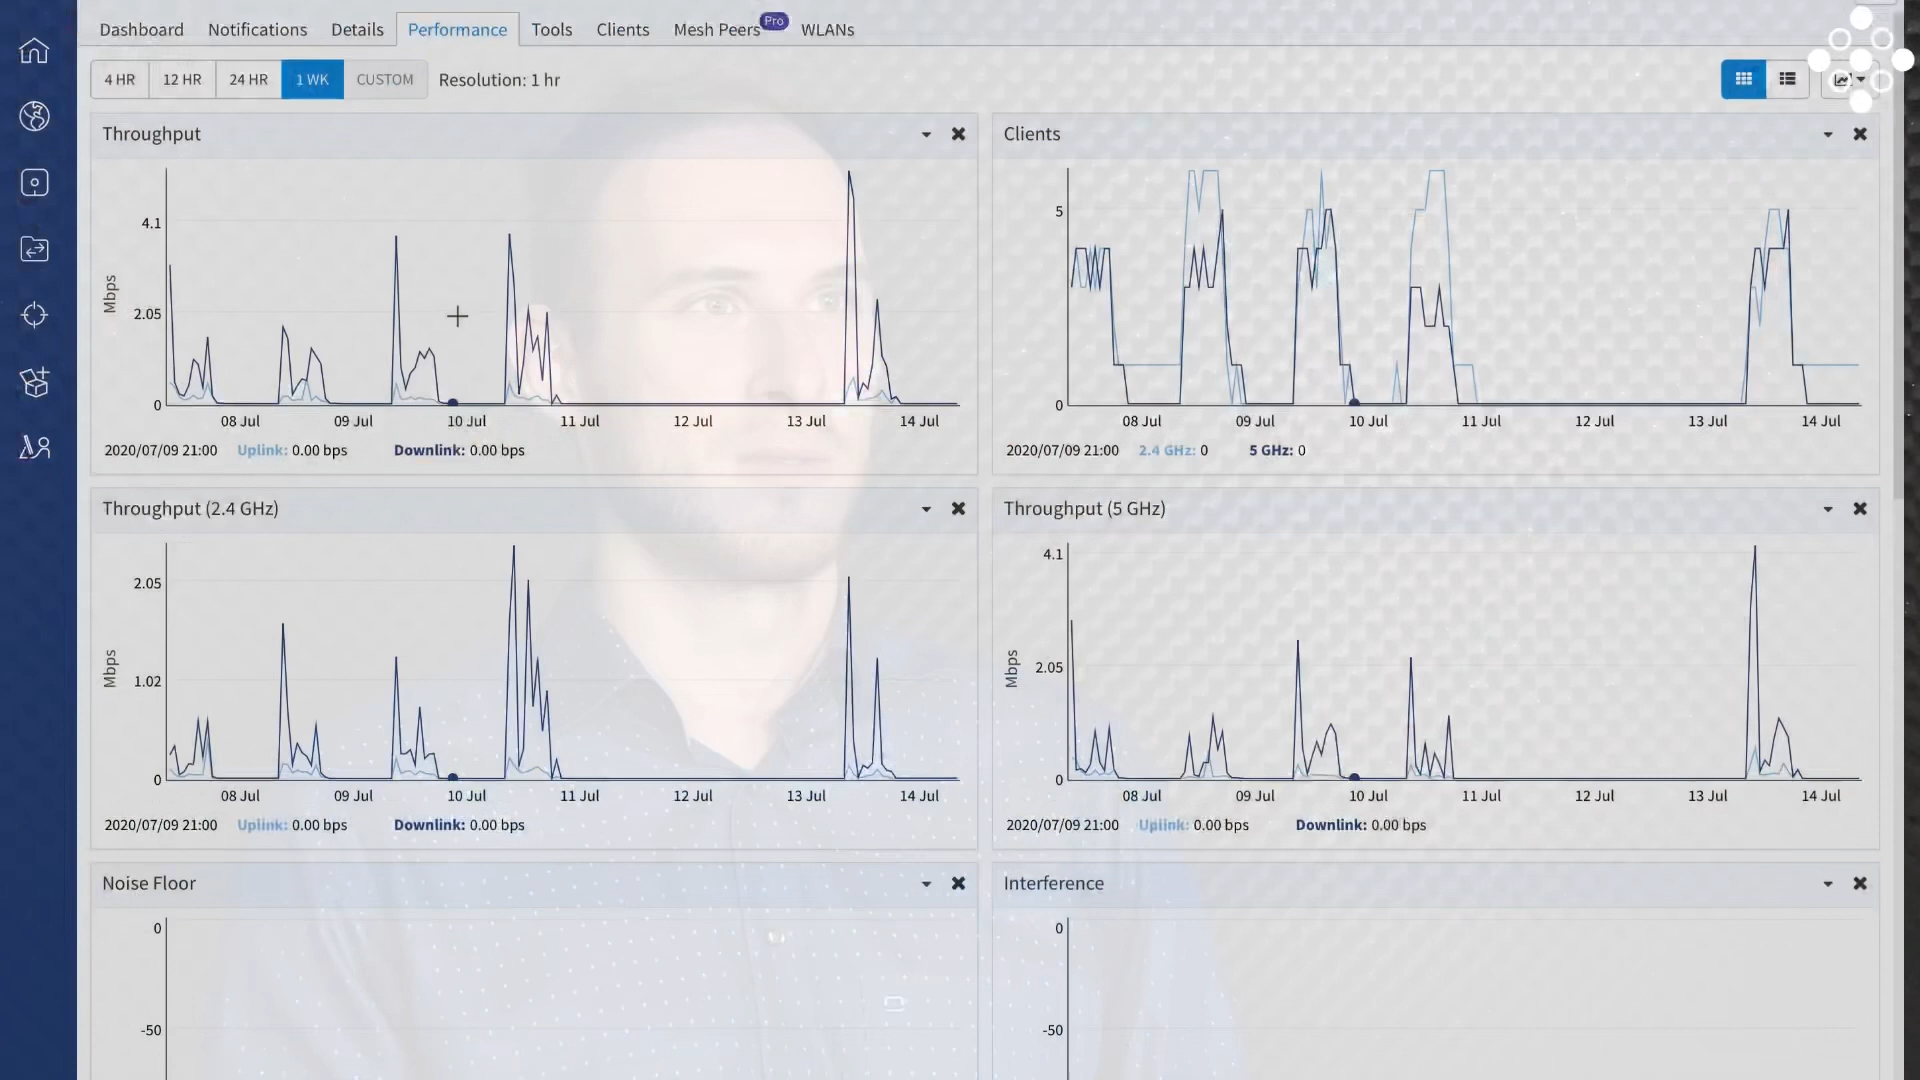 Dashboard Notifications Details Performance Tools Clients Mesh Peers Pro WLANs
4 HR 12 HR 24 HR 1 WK CUSTOM Resolution: 1 hr
Throughput
4.1
2.05
0
Mbps
08 Jul 09 Jul 10 Jul 11 Jul 12 Jul 13 Jul 14 Jul
2020/07/09 21:00 Uplink: 0.00 bps Downlink: 0.00 bps
Clients
5
0
08 Jul 09 Jul 10 Jul 11 Jul 12 Jul 13 Jul 14 Jul
2020/07/09 21:00 2.4 GHz: 0 5 GHz: 0
Throughput (2.4 GHz)
2.05
1.02
0
Mbps
08 Jul 09 Jul 10 Jul 11 Jul 12 Jul 13 Jul 14 Jul
2020/07/09 21:00 Uplink: 0.00 bps Downlink: 0.00 bps
Throughput (5 GHz)
4.1
2.05
0
Mbps
08 Jul 09 Jul 10 Jul 11 Jul 12 Jul 13 Jul 14 Jul
2020/07/09 21:00 Uplink: 0.00 bps Downlink: 0.00 bps
Noise Floor
0
-50
Interference
0
-50